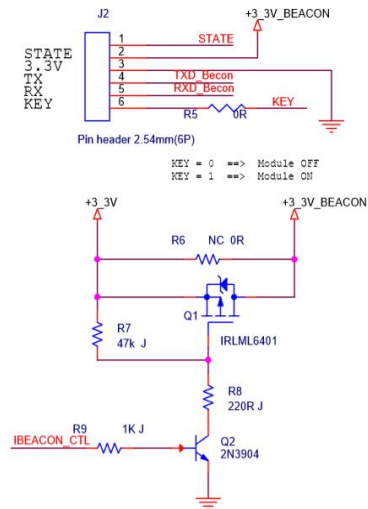 J2
+3_3V_BEACON
STATE
3.3V
TX
RX
KEY
1
2
3
4
5
6
STATE
TXD_Becon
RXD_Becon
R5 0R KEY
Pin header 2.54mm(6P)
KEY = 0 ==> Module OFF
KEY = 1 ==> Module ON
+3_3V
+3_3V_BEACON
R6 NC 0R
Q1
IRLML6401
R7
47k J
R8
220R J
R9 1K J
IBEACON_CTL
Q2
2N3904